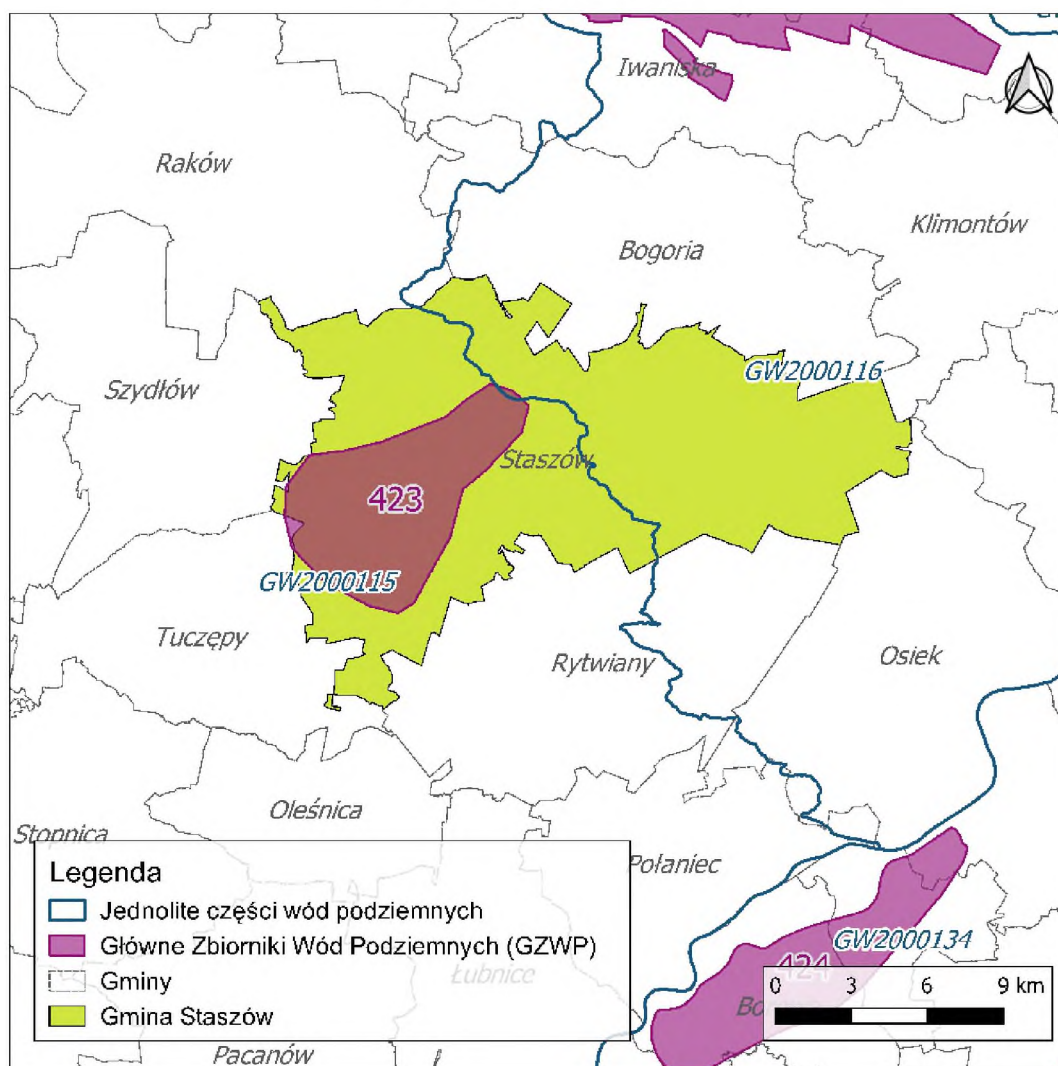 Iwaniska
Raków
Klimontów
Bogoria
GW2000116
Szydłów
Staszów
423
GW2000115
Tuczępy
Rytwiany
Osiek
Oleśnica
Stopnica
Połaniec
Legenda
Jednolite części wód podziemnych
Główne Zbiorniki Wód Podziemnych (GZWP)
Gminy
Gmina Staszów
GW2000134
424
Łubnice
0 3 6 9 km
Pacanów